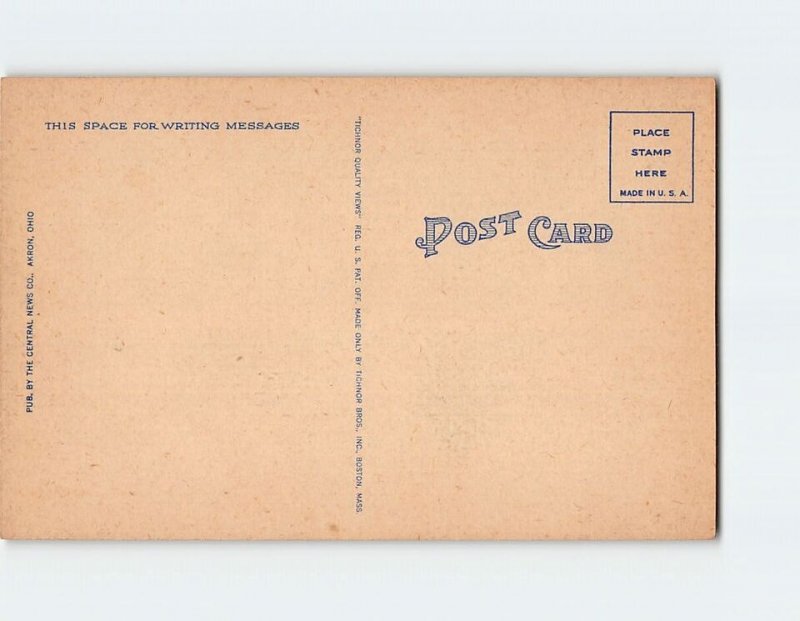 THIS SPACE FOR WRITING MESSAGES
PUB. BY THE CENTRAL NEWS CO., AKRON, OHIO
"TICHNOR QUALITY VIEWS" REG. U. S. PAT. OFF. MADE ONLY BY TICHNOR BROS., INC., BOSTON, MASS.
POST CARD
PLACE
STAMP
HERE
MADE IN U. S. A.